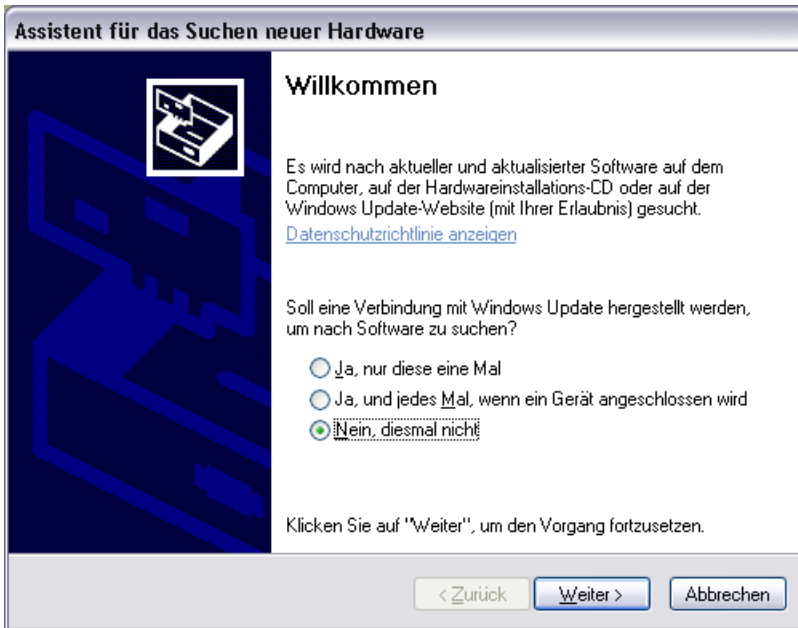 Assistent für das Suchen neuer Hardware
Willkommen
Es wird nach aktueller und aktualisierter Software auf dem
Computer, auf der Hardwareinstallations-CD oder auf der
Windows Update-Website (mit Ihrer Erlaubnis) gesucht.
Datenschutzrichtlinie anzeigen
Soll eine Verbindung mit Windows Update hergestellt werden,
um nach Software zu suchen?
Ja, nur diese eine Mal
Ja, und jedes Mal, wenn ein Gerät angeschlossen wird
Nein, diesmal nicht
Klicken Sie auf "Weiter", um den Vorgang fortzusetzen.
< Zurück Weiter > Abbrechen